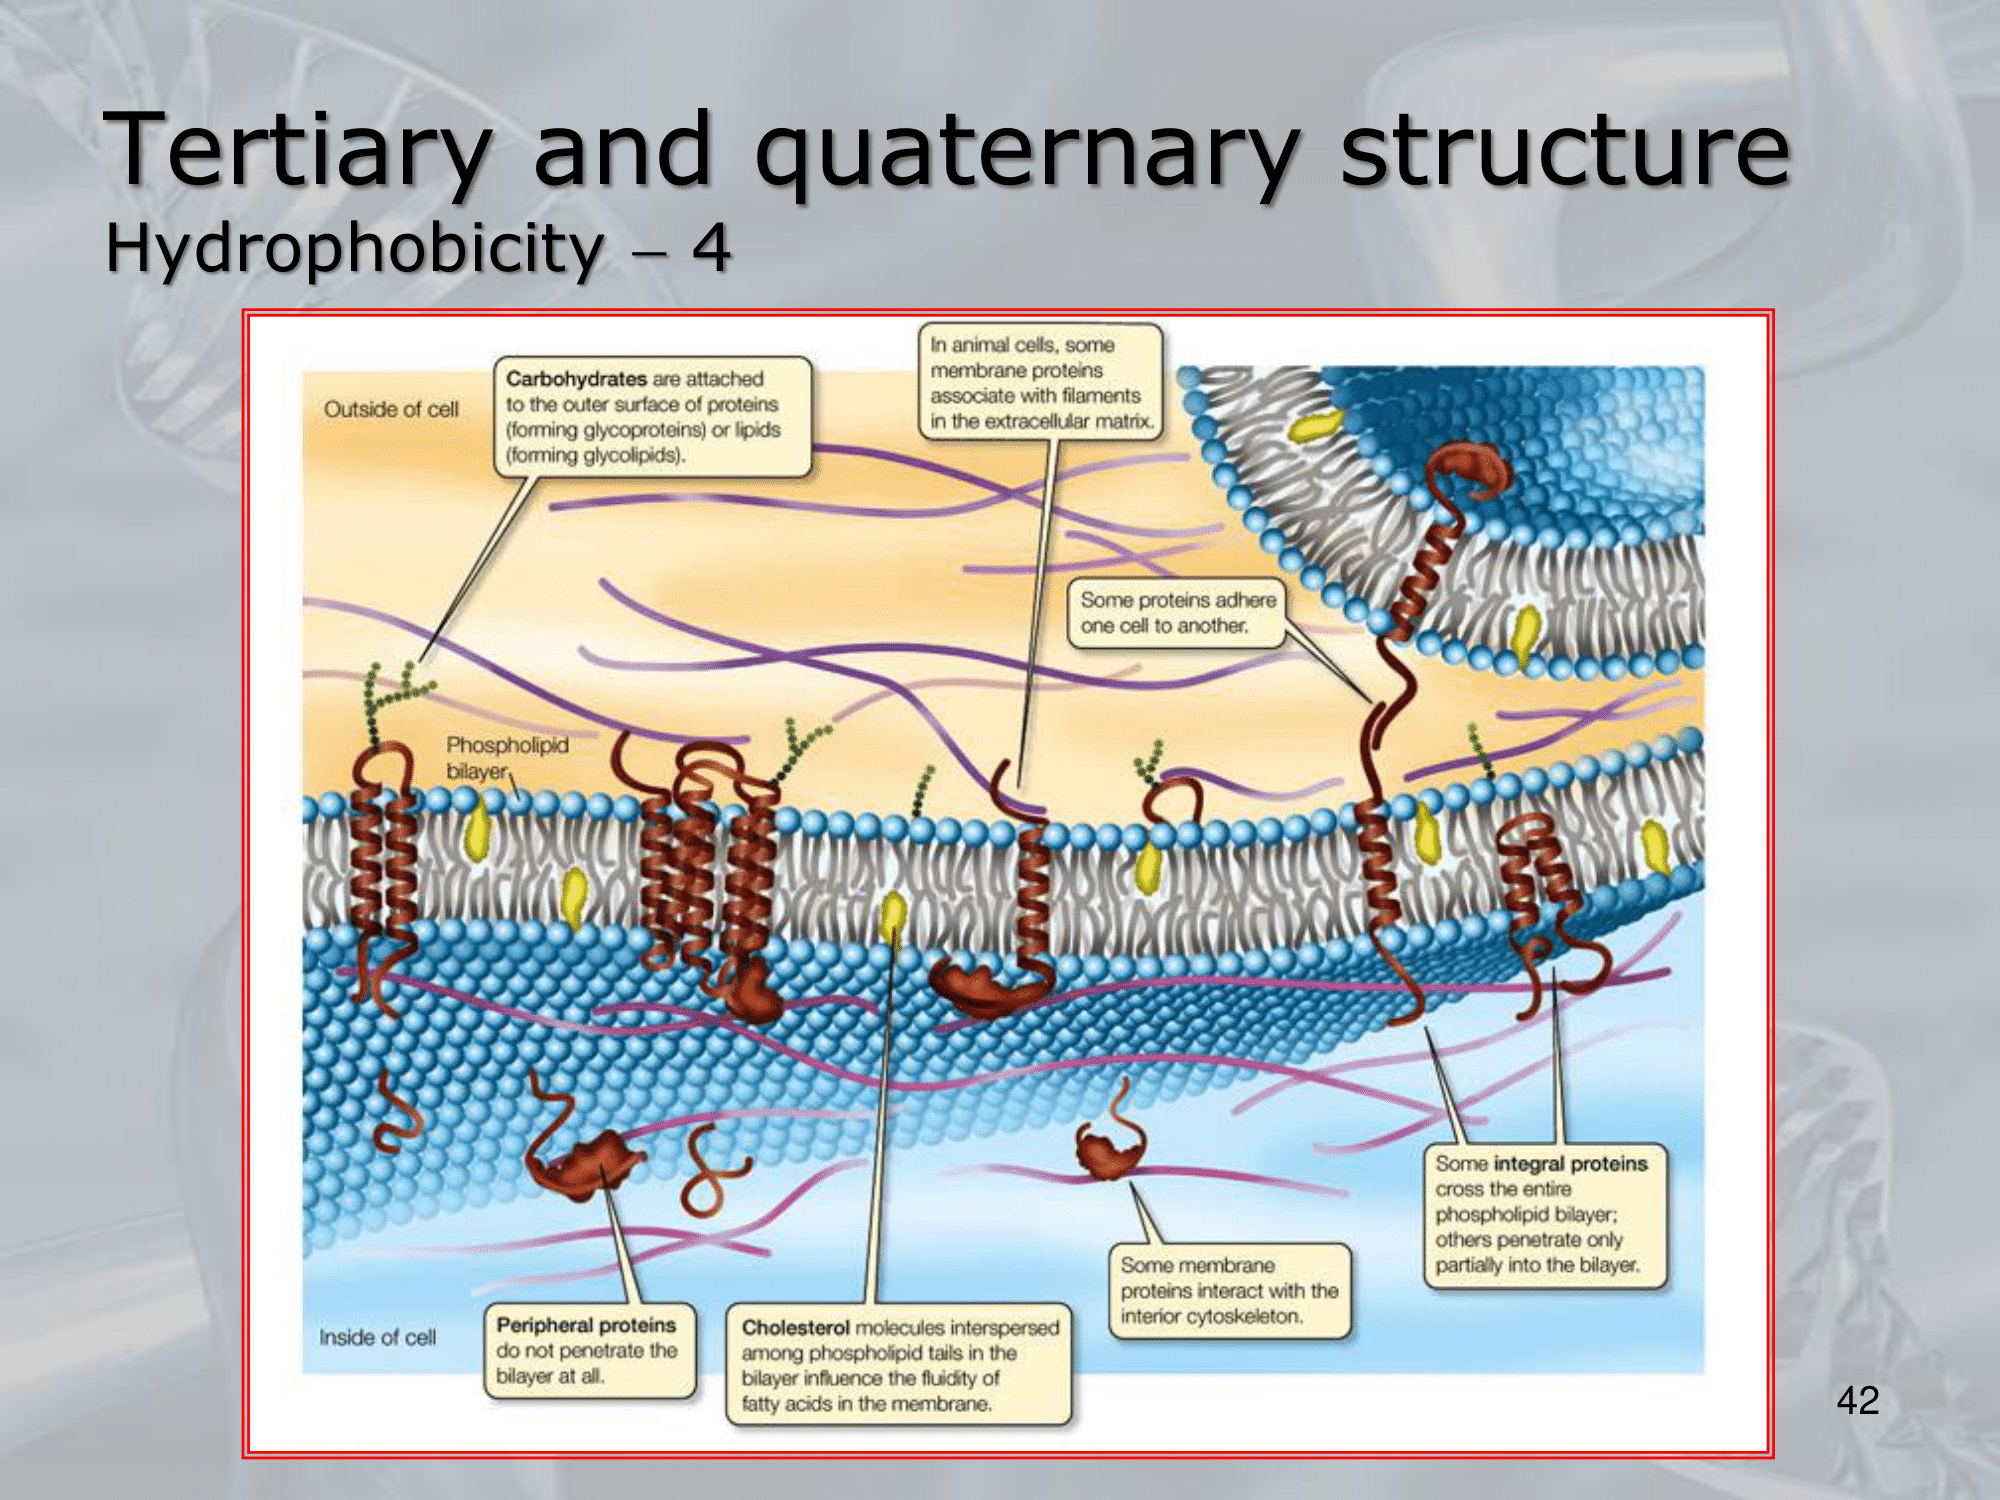 Tertiary and quaternary structure
Hydrophobicity – 4
In animal cells, some
membrane proteins
associate with filaments
in the extracellular matrix.
Carbohydrates are attached
to the outer surface of proteins
(forming glycoproteins) or lipids
(forming glycolipids).
Outside of cell
Some proteins adhere
one cell to another.
Phospholipid
bilayer
Some integral proteins
cross the entire
phospholipid bilayer;
others penetrate only
partially into the bilayer.
Some membrane
proteins interact with the
interior cytoskeleton.
Inside of cell
Peripheral proteins
do not penetrate the
bilayer at all.
Cholesterol molecules interspersed
among phospholipid tails in the
bilayer influence the fluidity of
fatty acids in the membrane.
42